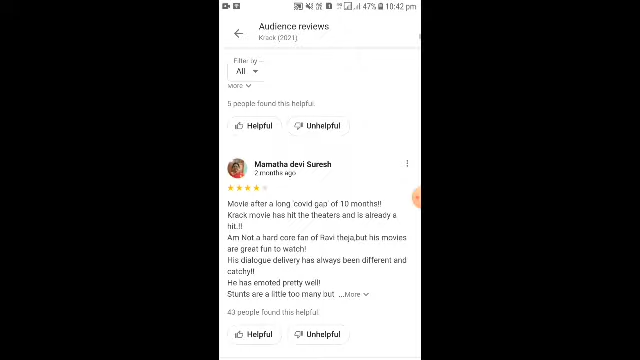 47% 10:42 pm
Audience reviews
Krack (2021)
Filter by
All
More
5 people found this helpful.
Helpful Unhelpful
Mamatha devi Suresh
2 months ago
Movie after a long 'covid gap' of 10 months!!
Krack movie has hit the theaters and is already a
hit.!!
Am Not a hard core fan of Ravi theja,but his movies
are great fun to watch!
His dialogue delivery has always been different and
catchy!!
He has emoted pretty well!
Stunts are a little too many but ...More
43 people found this helpful.
Helpful Unhelpful